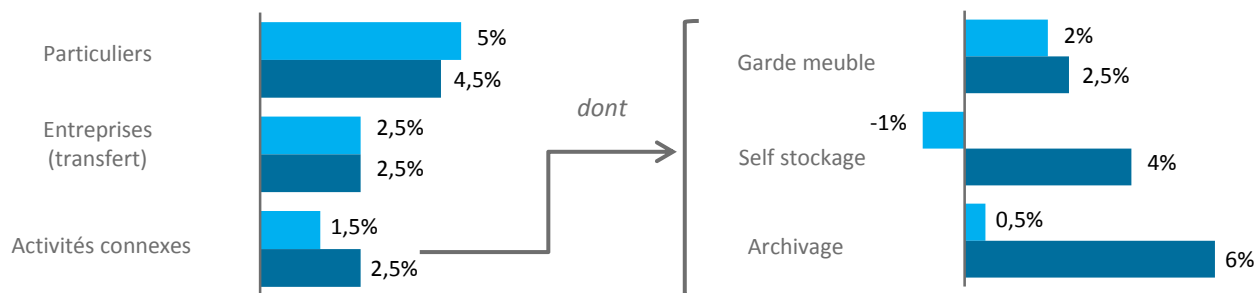 Particuliers
5%
4,5%
Entreprises
(transfert)
2,5%
2,5%
Activités connexes
1,5%
2,5%
dont
Garde meuble
2%
2,5%
Self stockage
-1%
4%
Archivage
0,5%
6%